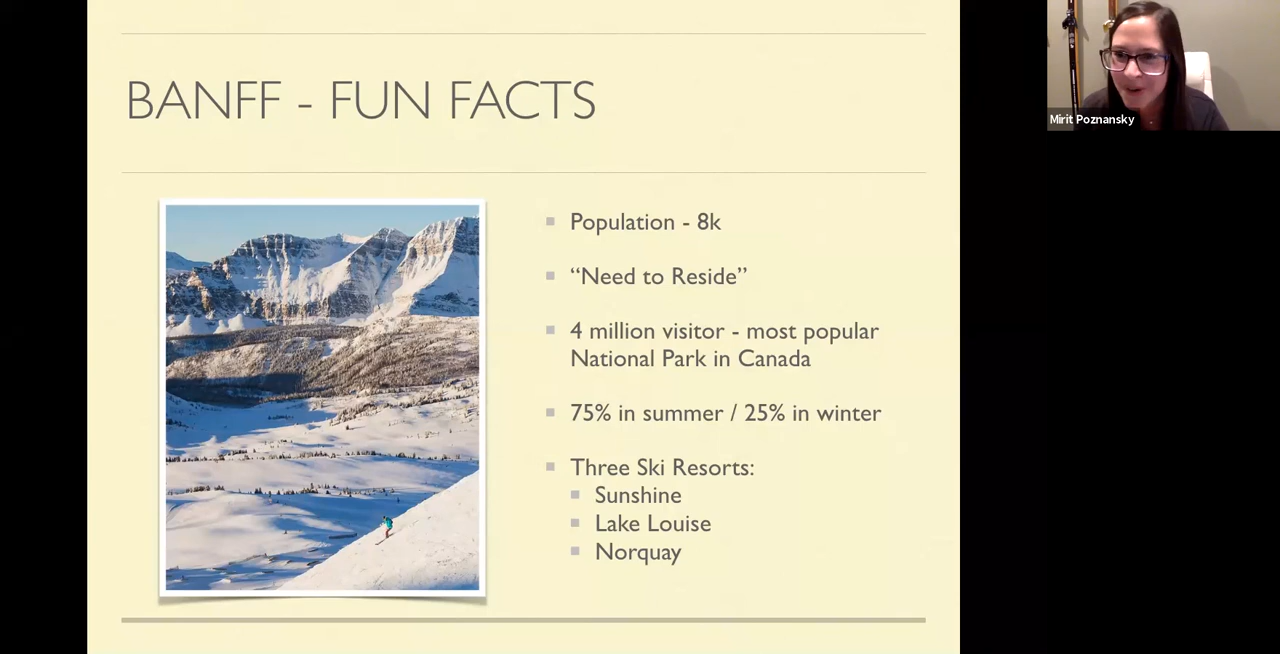 BANFF - FUN FACTS
Population - 8k
“Need to Reside”
4 million visitor - most popular
National Park in Canada
75% in summer / 25% in winter
Three Ski Resorts:
Sunshine
Lake Louise
Norquay
Mirit Poznansky